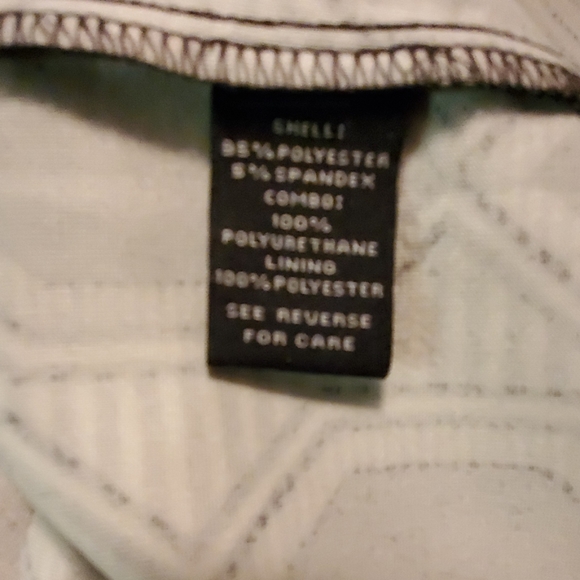 SHELL:
95% POLYESTER
5% SPANDEX
COMBO:
100%
POLYURETHANE
LINING
100% POLYESTER
SEE REVERSE
FOR CARE